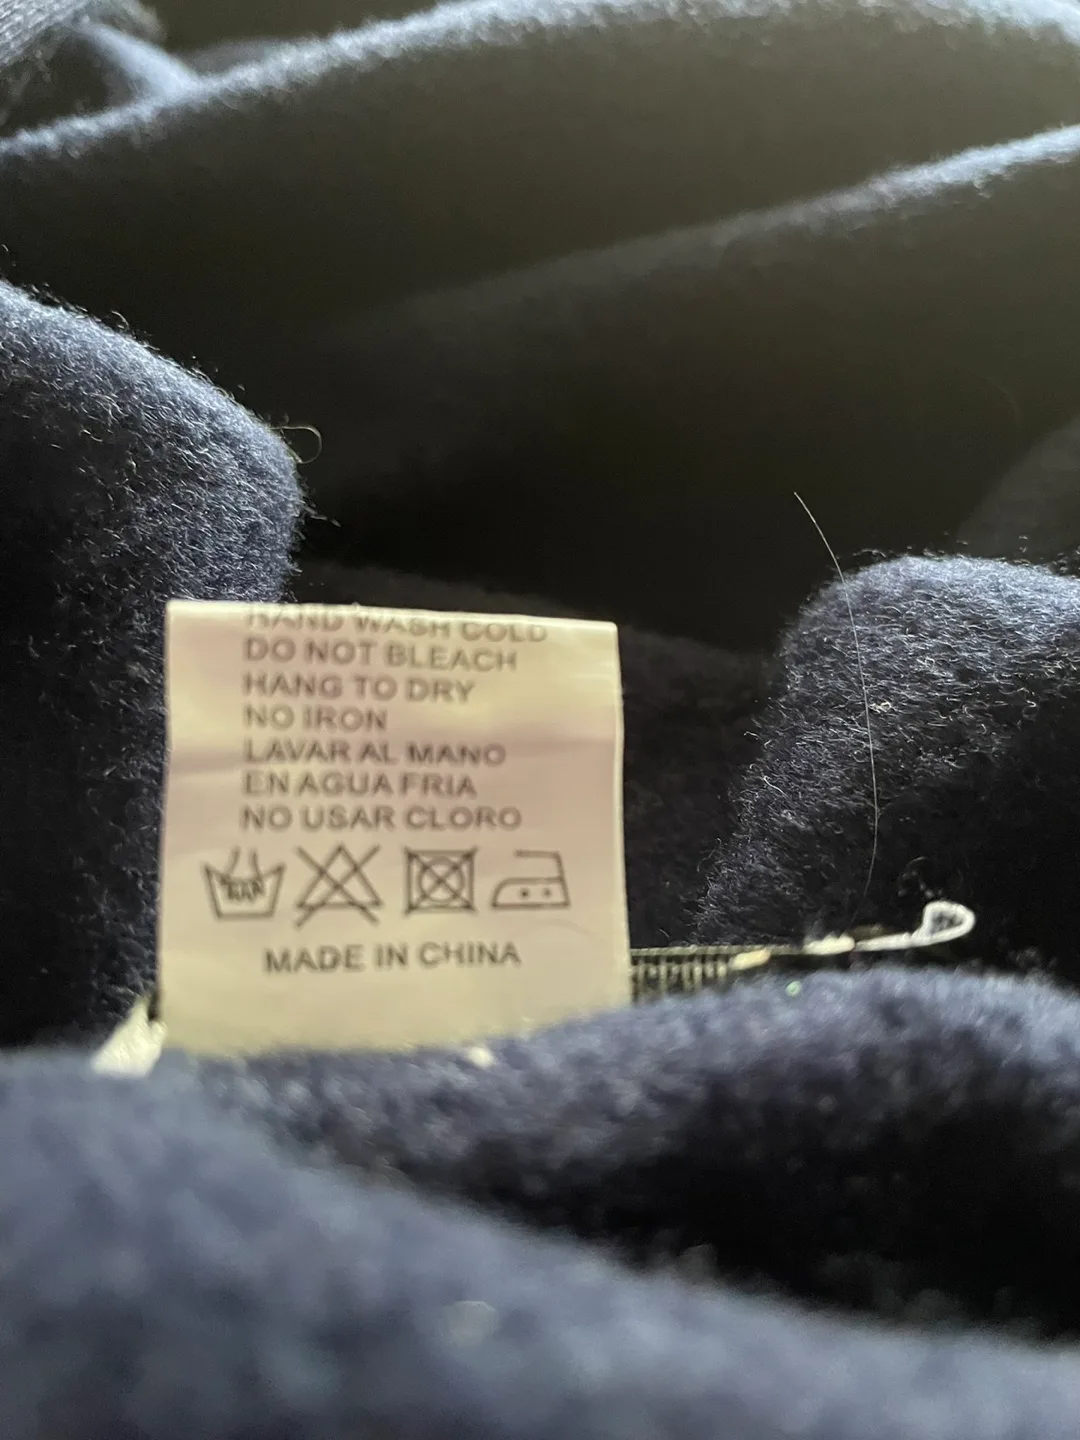 HAND WASH COLD
DO NOT BLEACH
HANG TO DRY
NO IRON
LAVAR AL MANO
EN AGUA FRIA
NO USAR CLORO
MADE IN CHINA